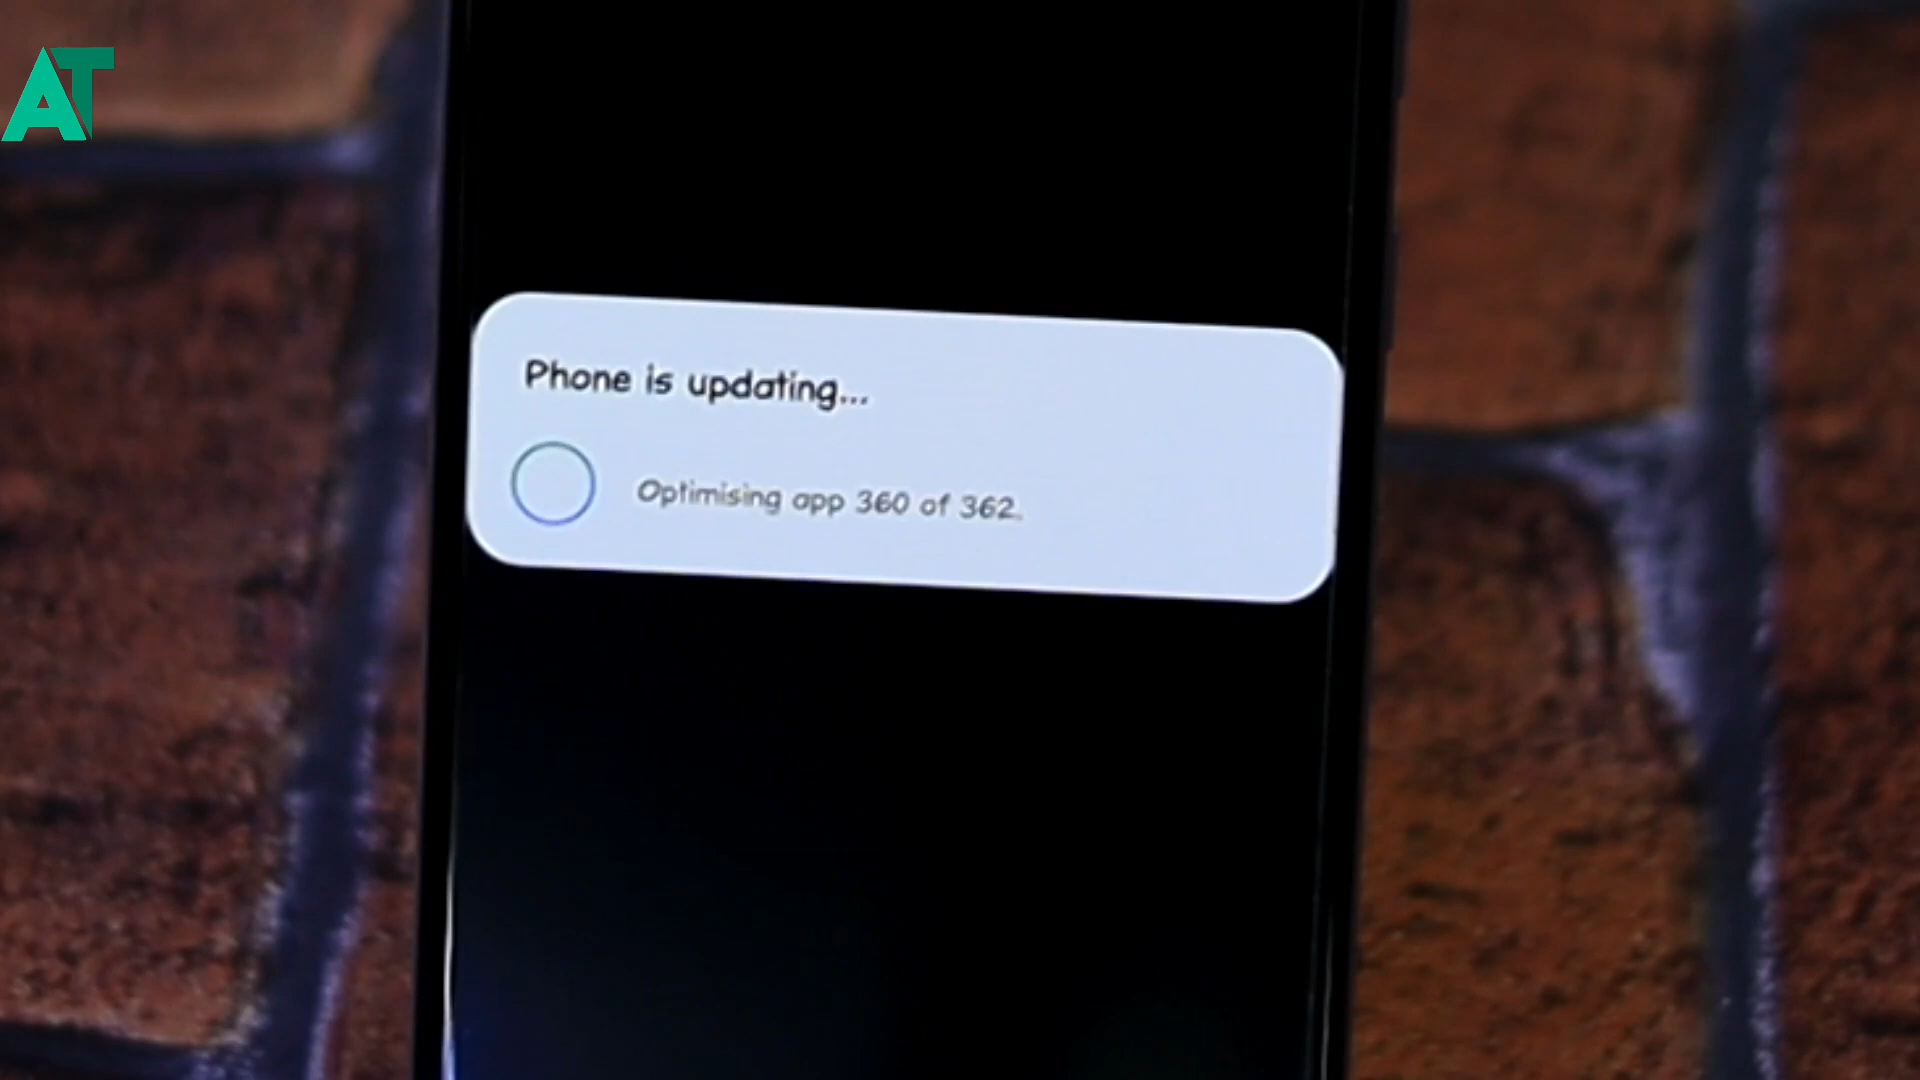 AT
Phone is updating...
Optimising app 360 of 362.